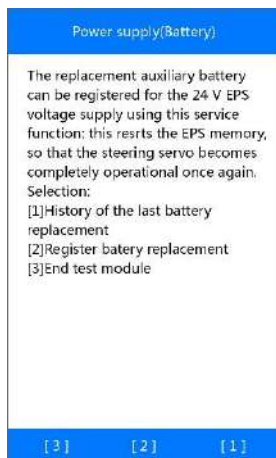 Power supply(Battery)
The replacement auxiliary battery
can be registered for the 24 V EPS
voltage supply using this service
function: this resrts the EPS memory,
so that the steering servo becomes
completely operational once again.
Selection:
[1]History of the last battery
replacement
[2]Register batery replacement
[3]End test module
[3] [2] [1]